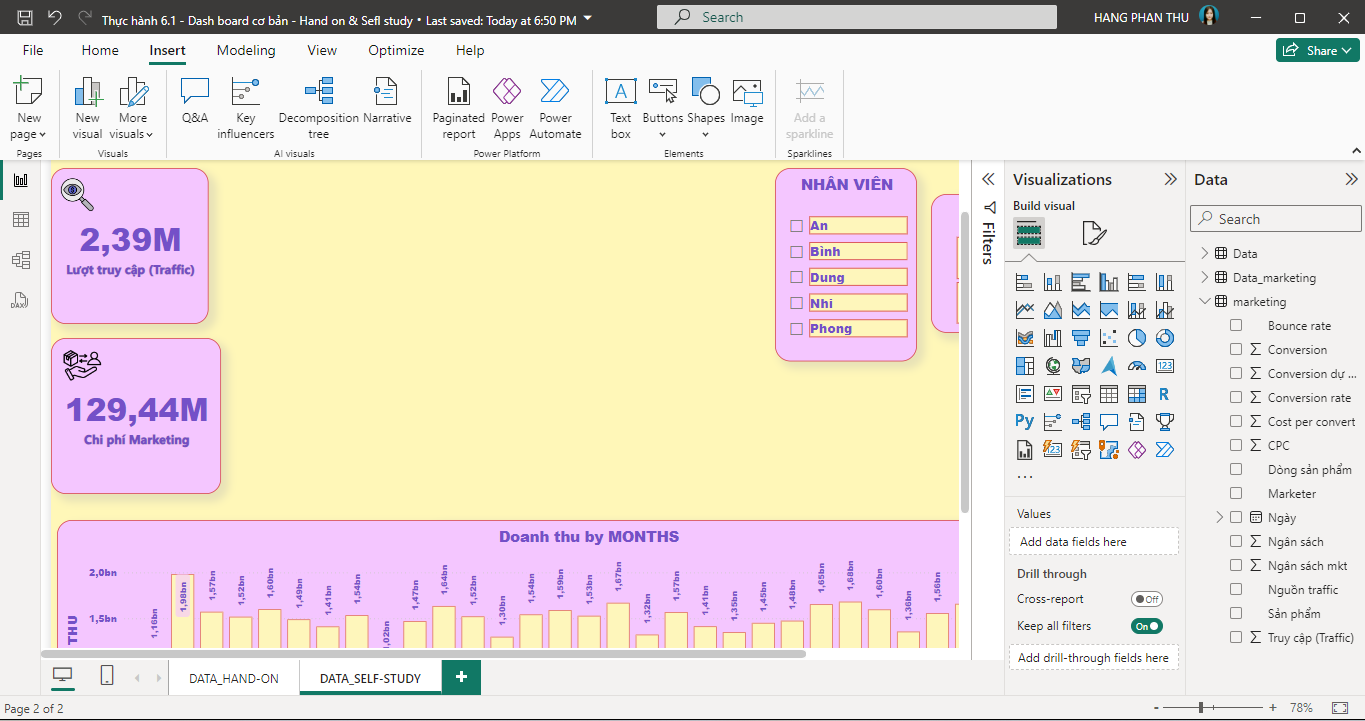 Thực hành 6.1 - Dash board cơ bản - Hand on & Sefl study • Last saved: Today at 6:50 PM
Search
HANG PHAN THU
File
Home
Insert
Modeling
View
Optimize
Help
Share
New page
New visual
More visuals
Q&A
Key influencers
Decomposition tree
Narrative
Paginated report
Power Apps
Power Automate
Text box
Buttons
Shapes
Image
Add a sparkline
Pages
Visuals
AI visuals
Power Platform
Elements
Sparklines
2,39M
Lượt truy cập (Traffic)
129,44M
Chi phí Marketing
NHÂN VIÊN
An
Bình
Dung
Nhi
Phong
Doanh thu by MONTHS
2,0bn
1,5bn
THU
1,16bn
1,98bn
1,57bn
1,52bn
1,60bn
1,49bn
1,41bn
1,54bn
1,02bn
1,47bn
1,64bn
1,52bn
1,30bn
1,54bn
1,59bn
1,53bn
1,67bn
1,32bn
1,57bn
1,41bn
1,35bn
1,45bn
1,48bn
1,65bn
1,68bn
1,60bn
1,36bn
1,56bn
Filters
Visualizations
Build visual
123
R
Py
123
...
Values
Add data fields here
Drill through
Cross-report
Off
Keep all filters
On
Add drill-through fields here
Data
Search
Data
Data_marketing
marketing
Bounce rate
Conversion
Conversion dự ...
Conversion rate
Cost per convert
CPC
Dòng sản phẩm
Marketer
Ngày
Ngân sách
Ngân sách mkt
Nguồn traffic
Sản phẩm
Truy cập (Traffic)
DATA_HAND-ON
DATA_SELF-STUDY
Page 2 of 2
- + 78%